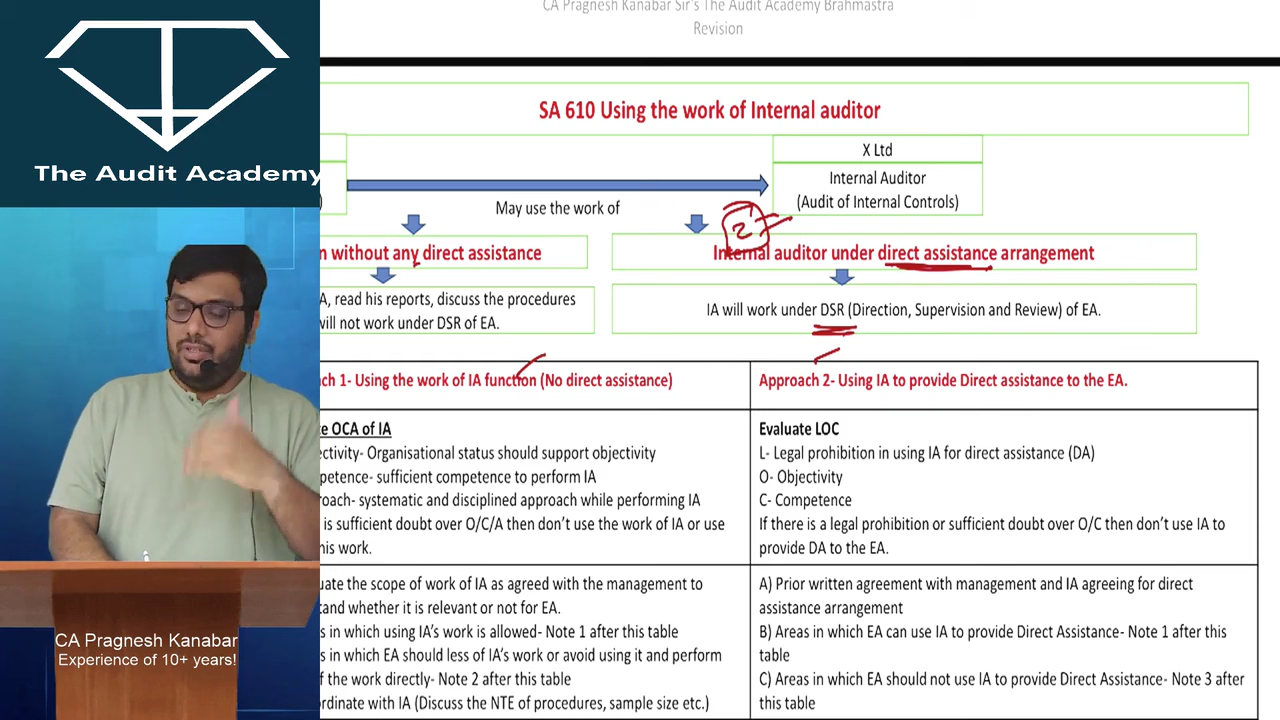 CA Pragnesh Kanabar Sir's The Audit Academy Brahmastra
Revision
The Audit Academy
SA 610 Using the work of Internal auditor
X Ltd
Internal Auditor
(Audit of Internal Controls)
May use the work of
without any direct assistance
Internal auditor under direct assistance arrangement
2
A, read his reports, discuss the procedures
will not work under DSR of EA.
IA will work under DSR (Direction, Supervision and Review) of EA.
1- Using the work of IA function (No direct assistance)
Approach 2- Using IA to provide Direct assistance to the EA.
OCA of IA
Organisational status should support objectivity
sufficient competence to perform IA
systematic and disciplined approach while performing IA
is sufficient doubt over O/C/A then don't use the work of IA or use
his work.
Evaluate LOC
L- Legal prohibition in using IA for direct assistance (DA)
O- Objectivity
C- Competence
If there is a legal prohibition or sufficient doubt over O/C then don't use IA to
provide DA to the EA.
the scope of work of IA as agreed with the management to
whether it is relevant or not for EA.
in which using IA's work is allowed- Note 1 after this table
in which EA should less of IA's work or avoid using it and perform
of the work directly- Note 2 after this table
with IA (Discuss the NTE of procedures, sample size etc.)
A) Prior written agreement with management and IA agreeing for direct
assistance arrangement
B) Areas in which EA can use IA to provide Direct Assistance- Note 1 after this
table
C) Areas in which EA should not use IA to provide Direct Assistance- Note 3 after
this table
CA Pragnesh Kanabar
Experience of 10+ years!